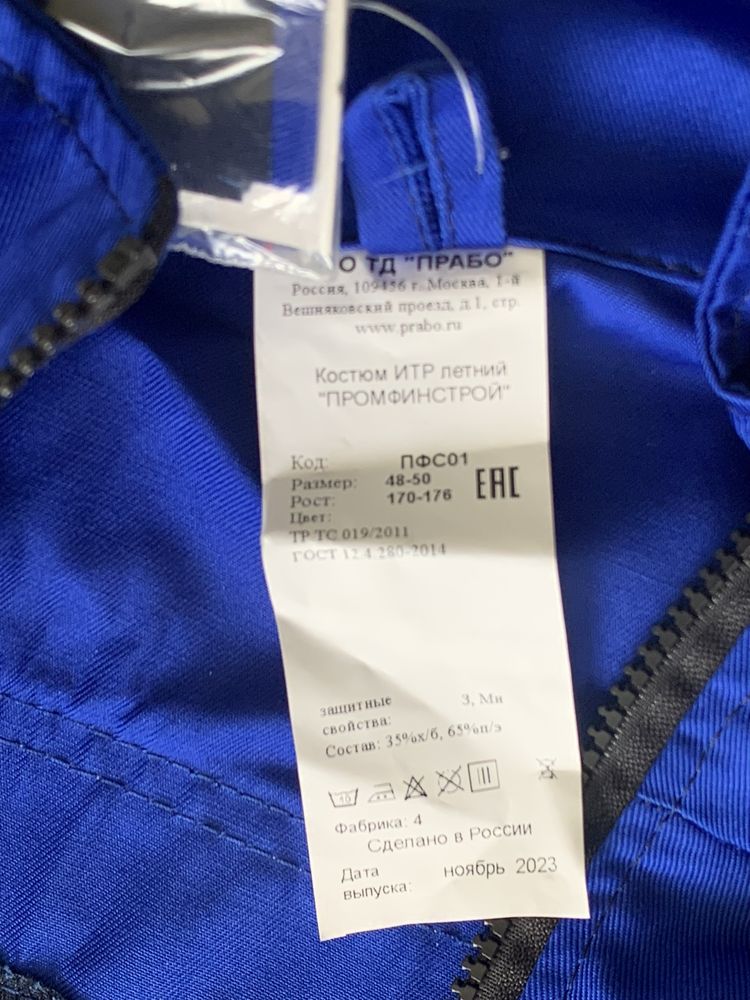 О ТД "ПРАБО"
Россия, 109456 г. Москва, 1-й
Вешняковский проезд, д.1, стр.
www.prabo.ru
Костюм ИТР летний
"ПРОМФИНСТРОЙ"
Код: ПФС01
Размер: 48-50
Рост: 170-176
ЕАС
Цвет:
ТР ТС 019/2011
ГОСТ 12.4.280-2014
защитные З, Ми
свойства:
Состав: 35%х/б, 65%п/э
Фабрика: 4
Сделано в России
Дата ноябрь 2023
выпуска: